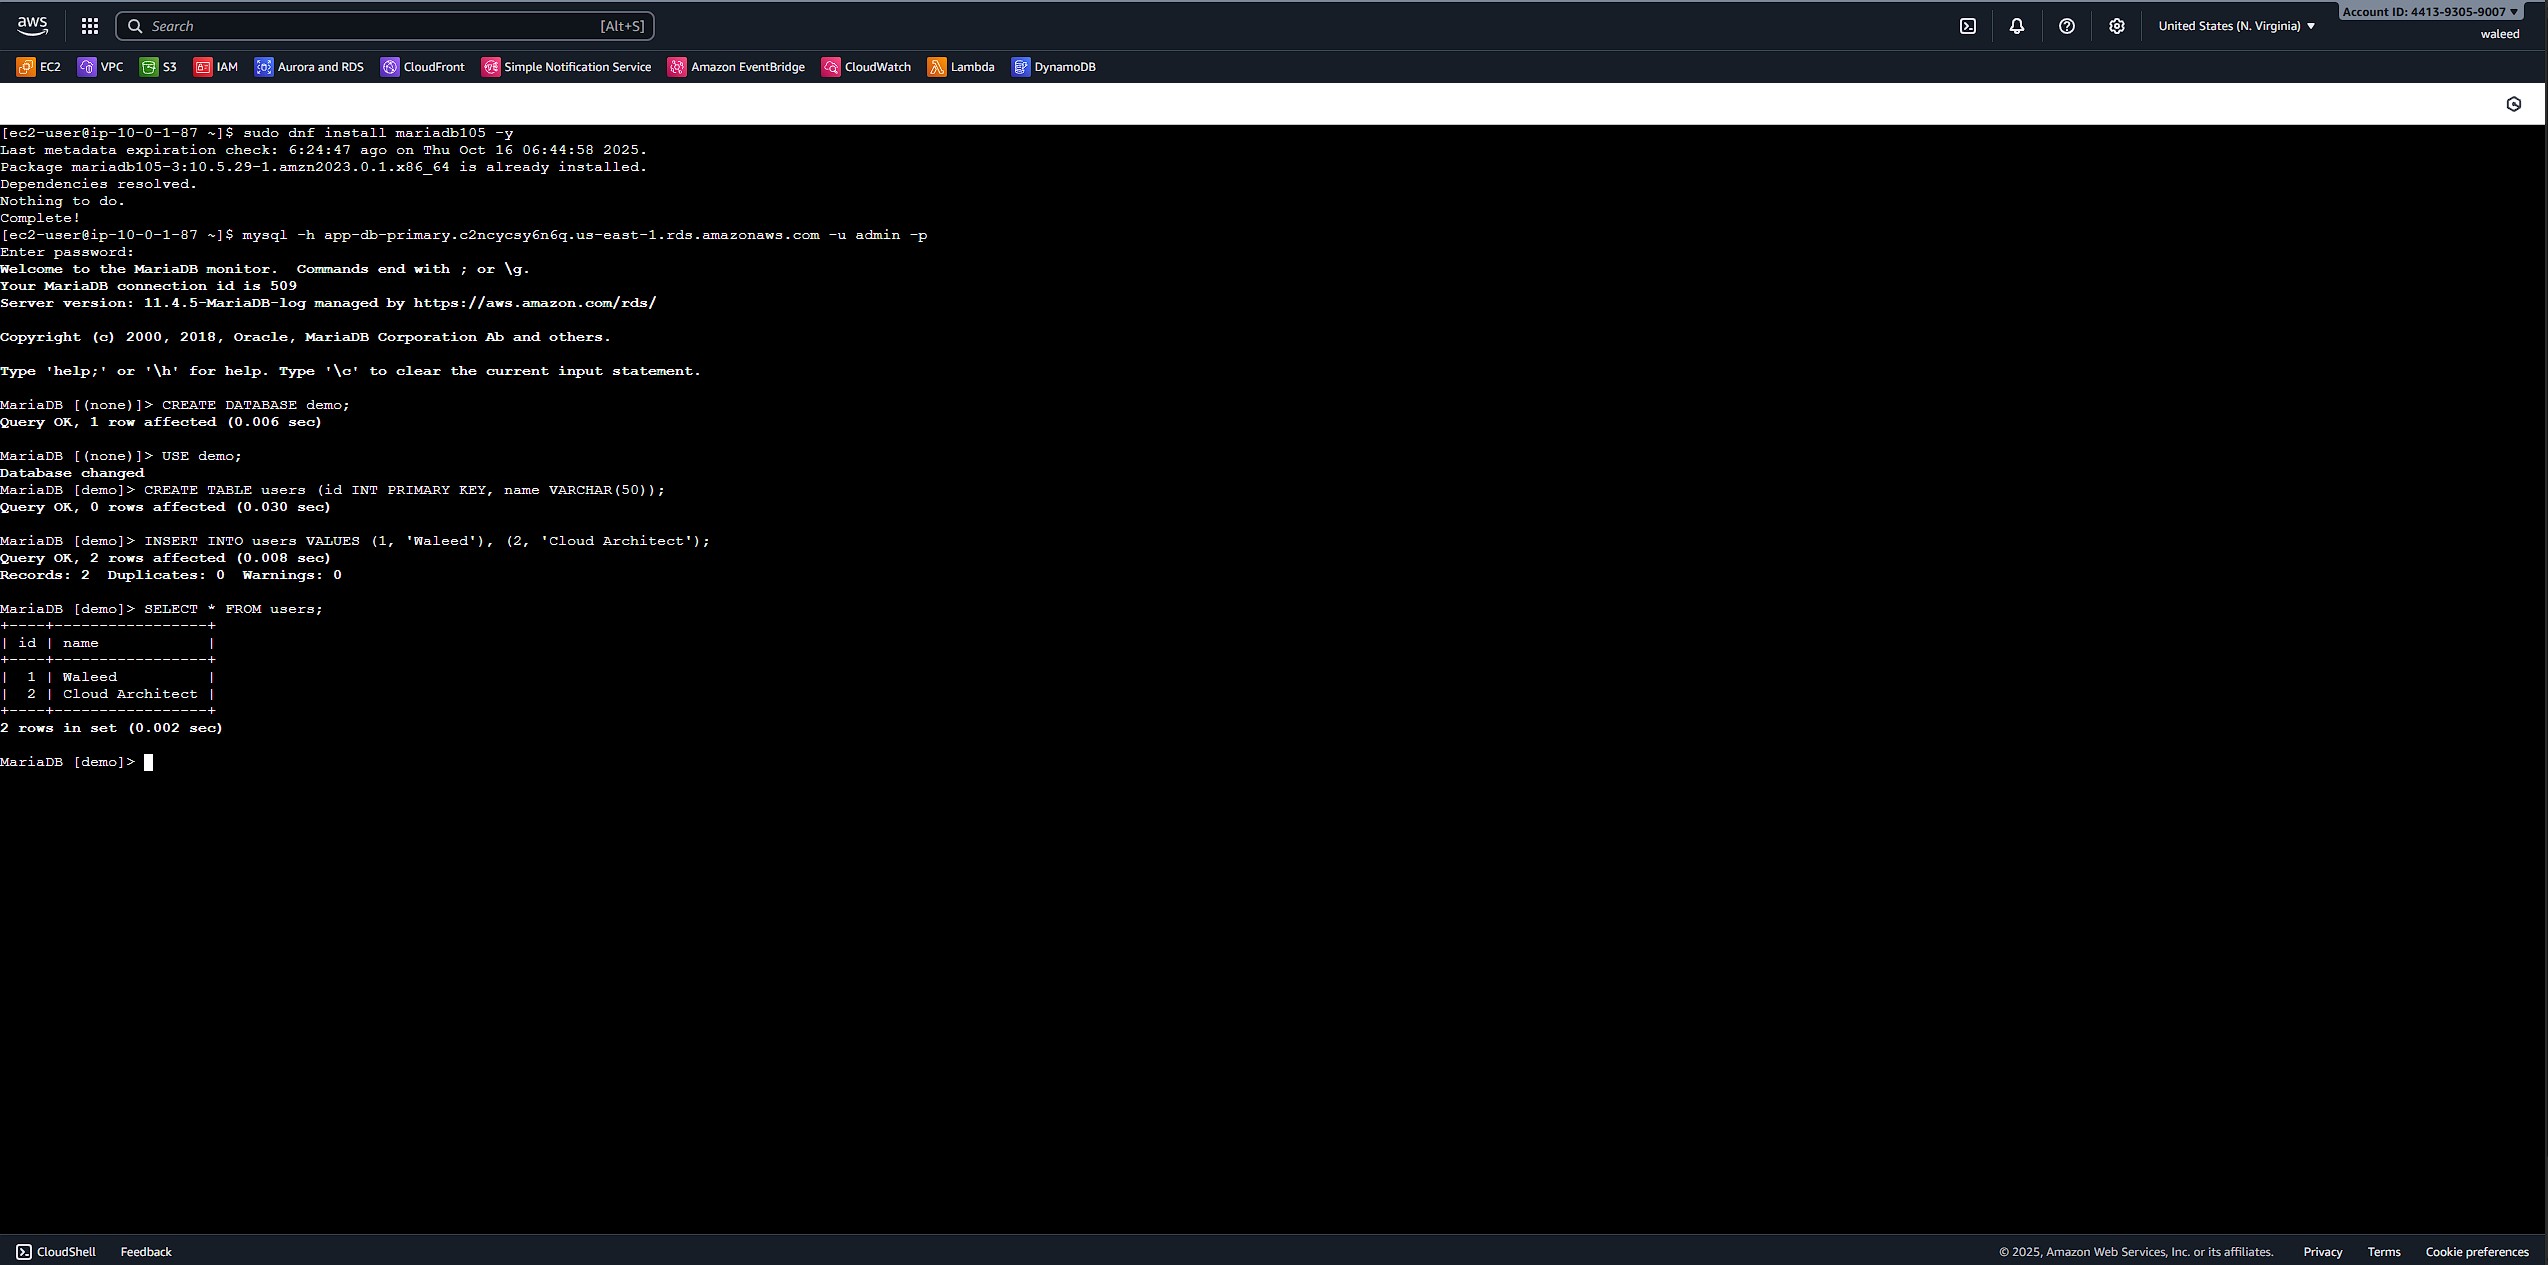 aws
Search [Alt+S]
United States (N. Virginia)
Account ID: 4413-9305-9007
waleed
EC2 VPC S3 IAM Aurora and RDS CloudFront Simple Notification Service Amazon EventBridge CloudWatch Lambda DynamoDB
[ec2-user@ip-10-0-1-87 ~]$ sudo dnf install mariadb105 -y
Last metadata expiration check: 6:24:47 ago on Thu Oct 16 06:44:58 2025.
Package mariadb105-3:10.5.29-1.amzn2023.0.1.x86_64 is already installed.
Dependencies resolved.
Nothing to do.
Complete!
[ec2-user@ip-10-0-1-87 ~]$ mysql -h app-db-primary.c2ncycsy6n6q.us-east-1.rds.amazonaws.com -u admin -p
Enter password:
Welcome to the MariaDB monitor.  Commands end with ; or \g.
Your MariaDB connection id is 509
Server version: 11.4.5-MariaDB-log managed by https://aws.amazon.com/rds/
Copyright (c) 2000, 2018, Oracle, MariaDB Corporation Ab and others.
Type 'help;' or '\h' for help. Type '\c' to clear the current input statement.
MariaDB [(none)]> CREATE DATABASE demo;
Query OK, 1 row affected (0.006 sec)
MariaDB [(none)]> USE demo;
Database changed
MariaDB [demo]> CREATE TABLE users (id INT PRIMARY KEY, name VARCHAR(50));
Query OK, 0 rows affected (0.030 sec)
MariaDB [demo]> INSERT INTO users VALUES (1, 'Waleed'), (2, 'Cloud Architect');
Query OK, 2 rows affected (0.008 sec)
Records: 2  Duplicates: 0  Warnings: 0
MariaDB [demo]> SELECT * FROM users;
+----+-----------------+
| id | name            |
+----+-----------------+
|  1 | Waleed          |
|  2 | Cloud Architect |
+----+-----------------+
2 rows in set (0.002 sec)
MariaDB [demo]>
CloudShell Feedback © 2025, Amazon Web Services, Inc. or its affiliates. Privacy Terms Cookie preferences